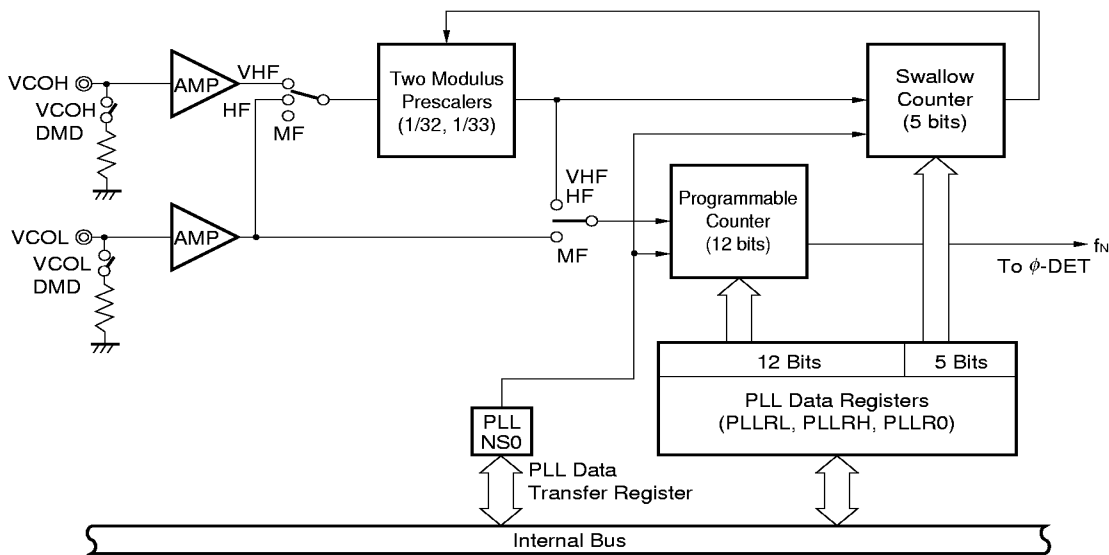 VCOH
VCOH
DMD
AMP
VHF
HF
MF
Two Modulus
Prescalers
(1/32, 1/33)
Swallow
Counter
(5 bits)
VCOL
VCOL
DMD
AMP
VHF
HF
MF
Programmable
Counter
(12 bits)
fN
To ϕ-DET
12 Bits
5 Bits
PLL Data Registers
(PLLRL, PLLRH, PLLR0)
PLL
NS0
PLL Data
Transfer Register
Internal Bus